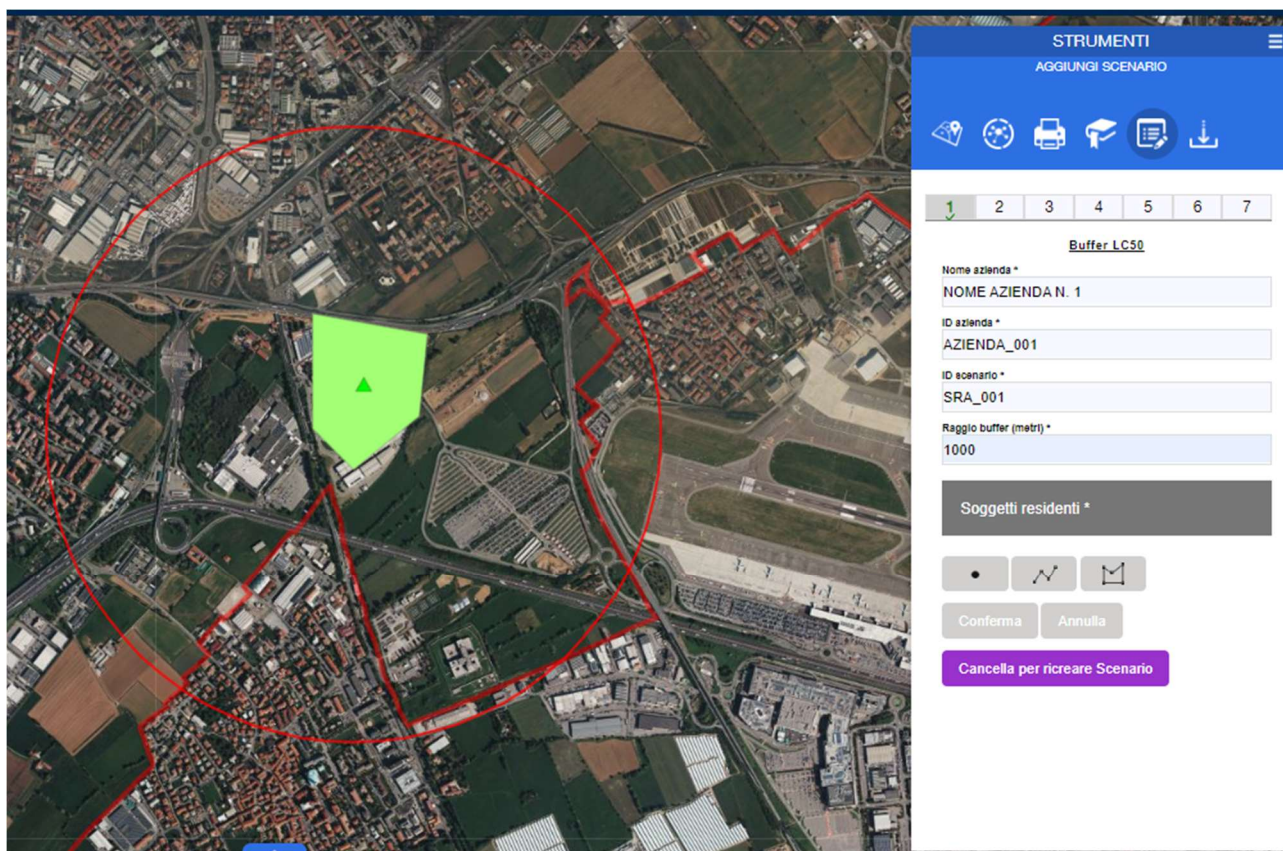 STRUMENTI
AGGIUNGI SCENARIO
1 2 3 4 5 6 7
Buffer LC50
Nome azienda *
NOME AZIENDA N. 1
ID azienda *
AZIENDA_001
ID scenario *
SRA_001
Raggio buffer (metri) *
1000
Soggetti residenti *
Conferma Annulla
Cancella per ricreare Scenario